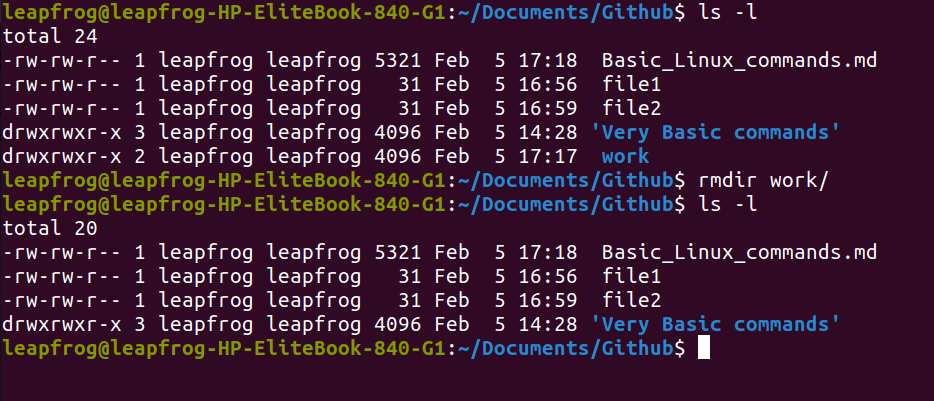 leapfrog@leapfrog-HP-EliteBook-840-G1:~/Documents/Github$ ls -l
total 24
-rw-rw-r-- 1 leapfrog leapfrog 5321 Feb  5 17:18  Basic_Linux_commands.md
-rw-rw-r-- 1 leapfrog leapfrog   31 Feb  5 16:56  file1
-rw-rw-r-- 1 leapfrog leapfrog   31 Feb  5 16:59  file2
drwxrwxr-x 3 leapfrog leapfrog 4096 Feb  5 14:28 'Very Basic commands'
drwxrwxr-x 2 leapfrog leapfrog 4096 Feb  5 17:17  work
leapfrog@leapfrog-HP-EliteBook-840-G1:~/Documents/Github$ rmdir work/
leapfrog@leapfrog-HP-EliteBook-840-G1:~/Documents/Github$ ls -l
total 20
-rw-rw-r-- 1 leapfrog leapfrog 5321 Feb  5 17:18  Basic_Linux_commands.md
-rw-rw-r-- 1 leapfrog leapfrog   31 Feb  5 16:56  file1
-rw-rw-r-- 1 leapfrog leapfrog   31 Feb  5 16:59  file2
drwxrwxr-x 3 leapfrog leapfrog 4096 Feb  5 14:28 'Very Basic commands'
leapfrog@leapfrog-HP-EliteBook-840-G1:~/Documents/Github$